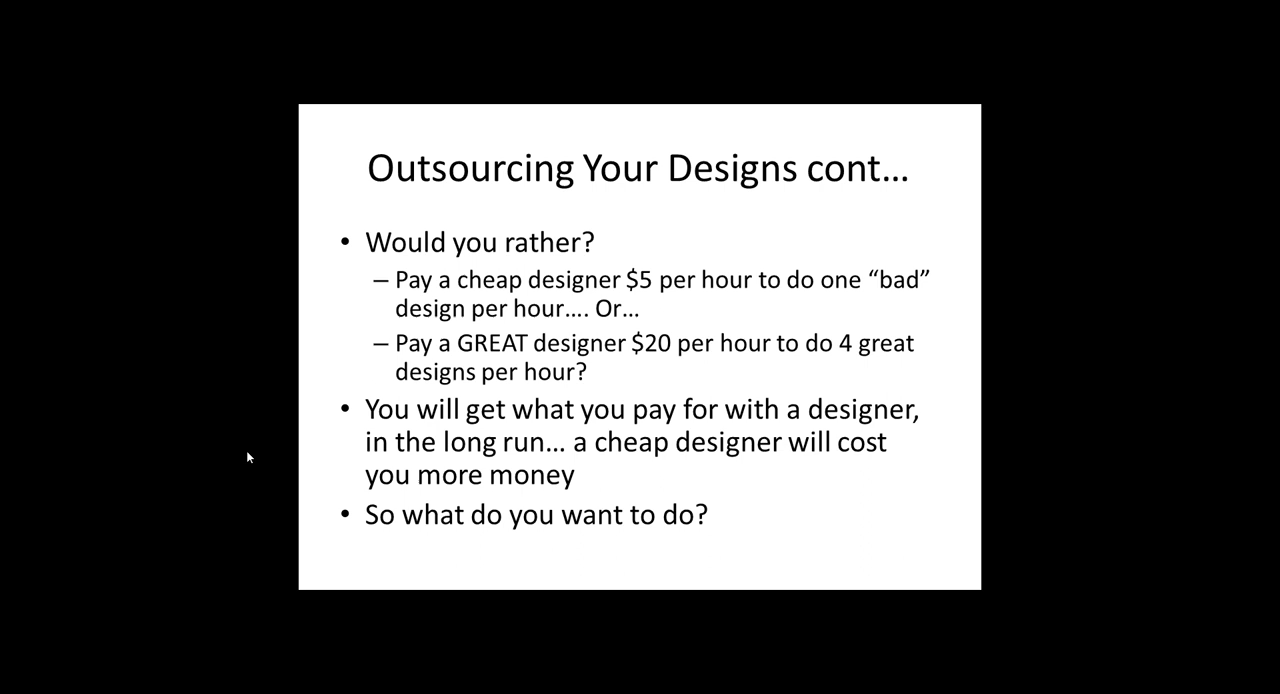 Outsourcing Your Designs cont...
• Would you rather?
– Pay a cheap designer $5 per hour to do one “bad”
design per hour.... Or...
– Pay a GREAT designer $20 per hour to do 4 great
designs per hour?
• You will get what you pay for with a designer,
in the long run... a cheap designer will cost
you more money
• So what do you want to do?